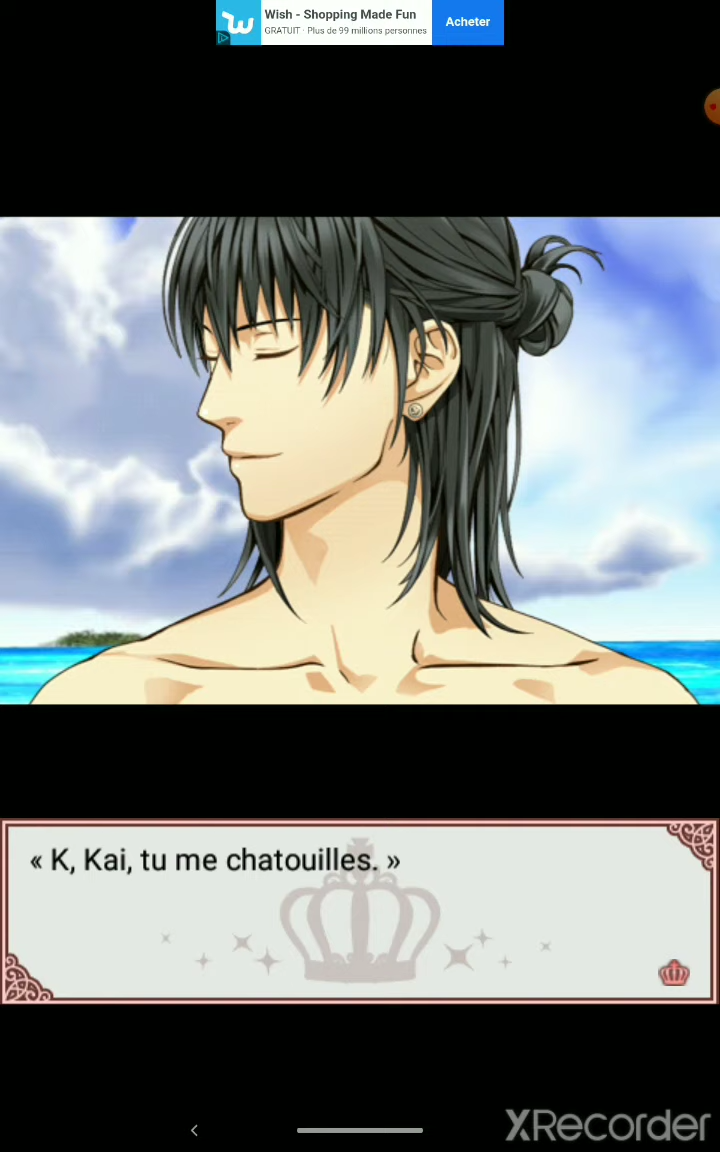 Wish - Shopping Made Fun
GRATUIT · Plus de 99 millions personnes
Acheter
« K, Kai, tu me chatouilles. »
XRecorder